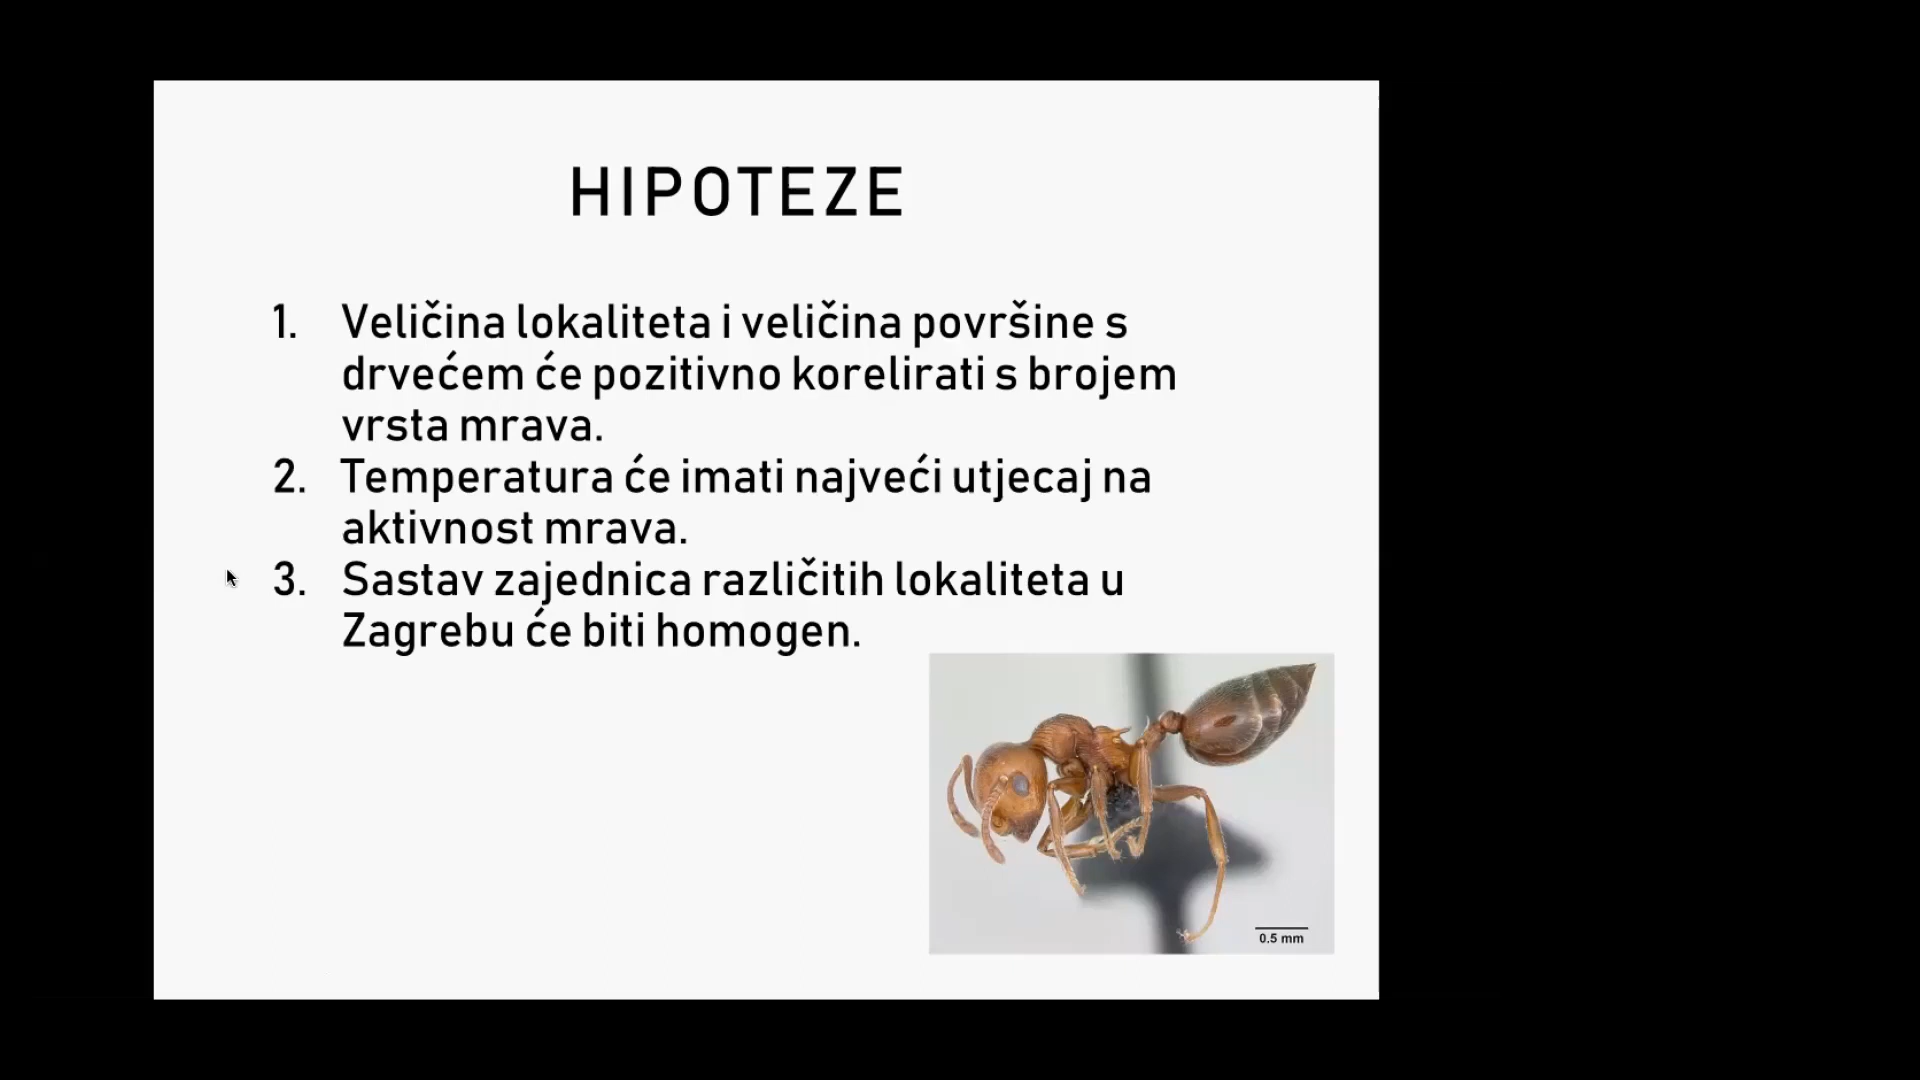 HIPOTEZE
1. Veličina lokaliteta i veličina površine s
drvećem će pozitivno korelirati s brojem
vrsta mrava.
2. Temperatura će imati najveći utjecaj na
aktivnost mrava.
3. Sastav zajednica različitih lokaliteta u
Zagrebu će biti homogen.
0.5 mm